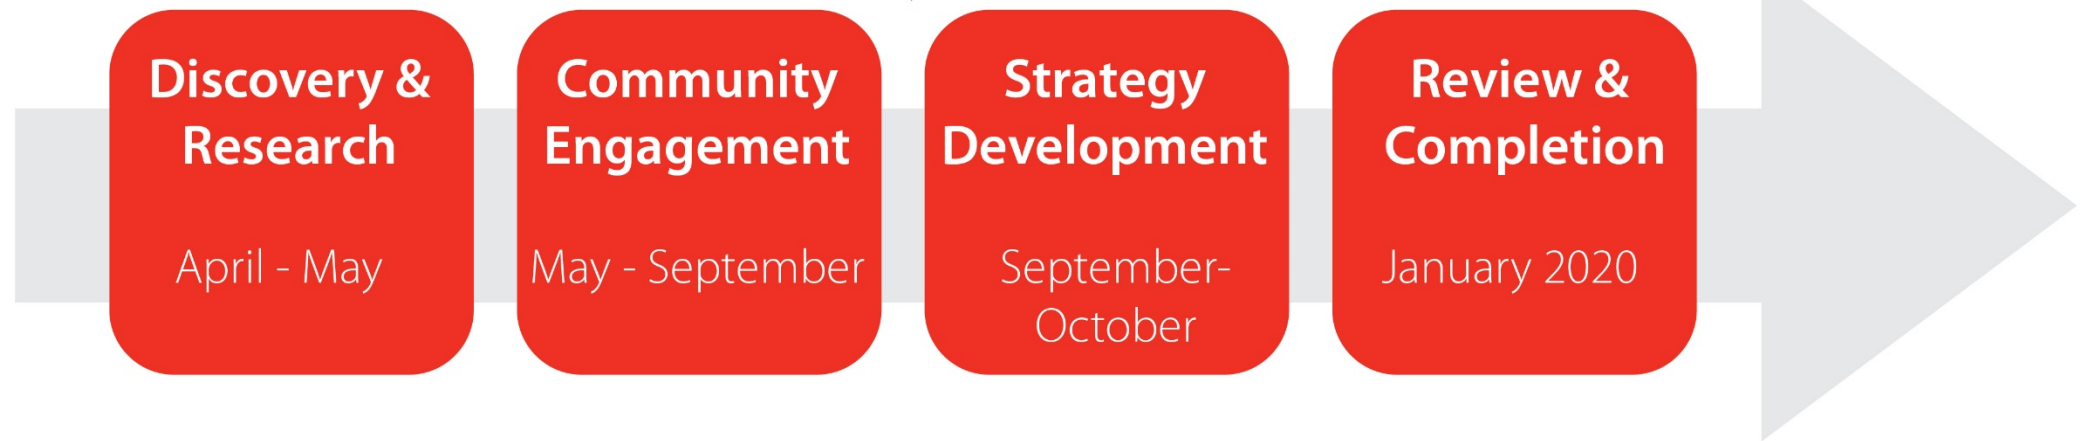 Discovery &
Research
April - May
Community
Engagement
May - September
Strategy
Development
September-
October
Review &
Completion
January 2020